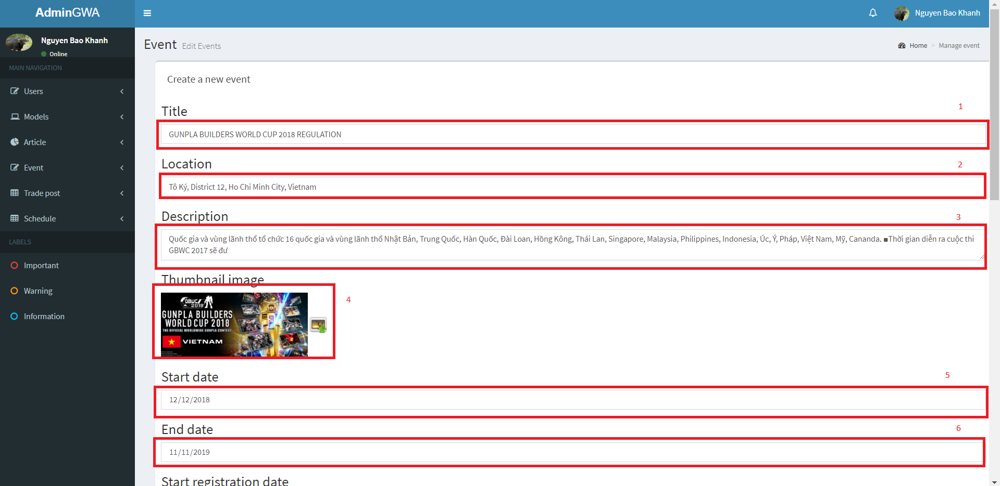 AdminGWA
Nguyen Bao Khanh
Nguyen Bao Khanh
Online
MAIN NAVIGATION
Users
Models
Article
Event
Trade post
Schedule
LABELS
Important
Warning
Information
Event Edit Events
Home > Manage event
Create a new event
Title
1
GUNPLA BUILDERS WORLD CUP 2018 REGULATION
Location
2
Tô Ký, District 12, Ho Chi Minh City, Vietnam
Description
3
Quốc gia và vùng lãnh thổ tổ chức 16 quốc gia và vùng lãnh thổ Nhật Bản, Trung Quốc, Hàn Quốc, Đài Loan, Hồng Kông, Thái Lan, Singapore, Malaysia, Philippines, Indonesia, Úc, Ý, Pháp, Việt Nam, Mỹ, Cananda. ■Thời gian diễn ra cuộc thi
GBWC 2017 sẽ đư
Thumbnail image
4
GBWC
2018
GUNPLA BUILDERS
WORLD CUP 2018
THE OFFICIAL WORLDWIDE GUNPLA CONTEST
VIETNAM
Start date
5
12/12/2018
End date
6
11/11/2019
Start registration date